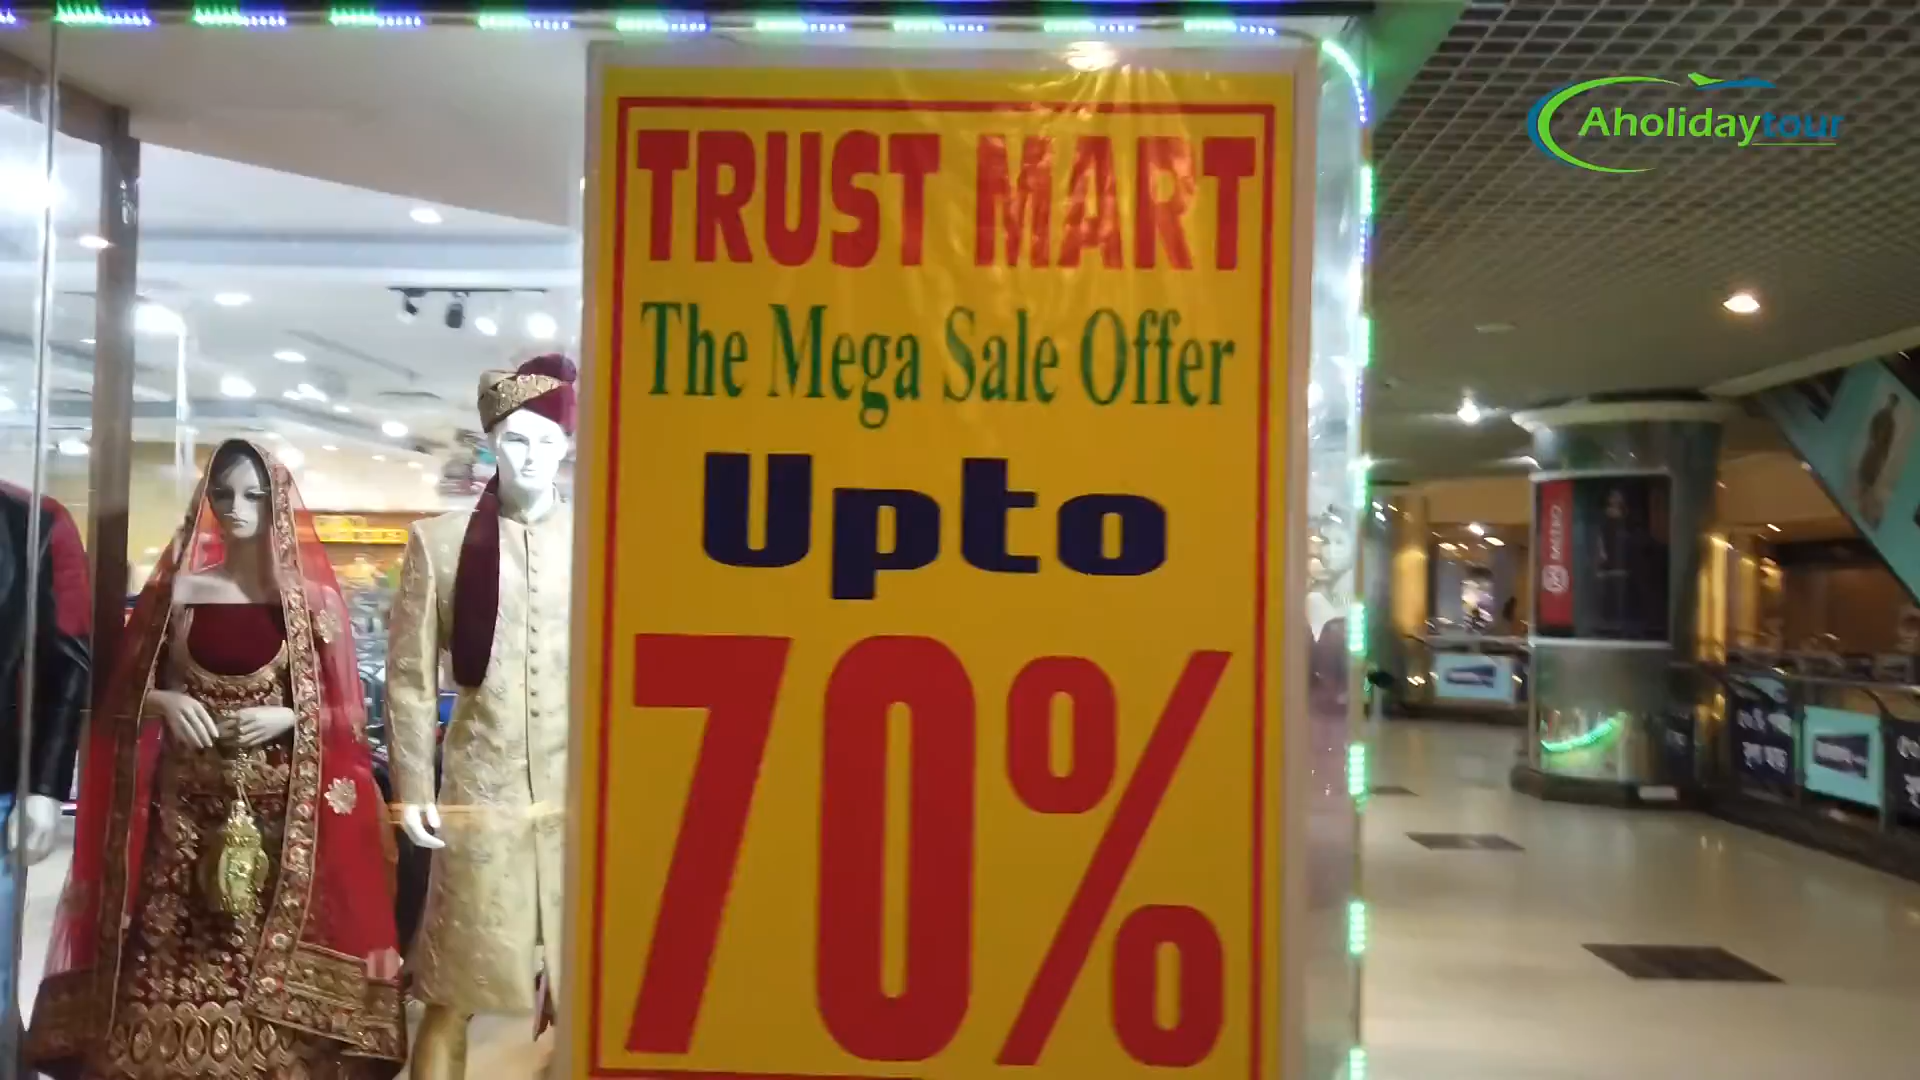 TRUST MART
The Mega Sale Offer
Upto
70%
Aholidaytour